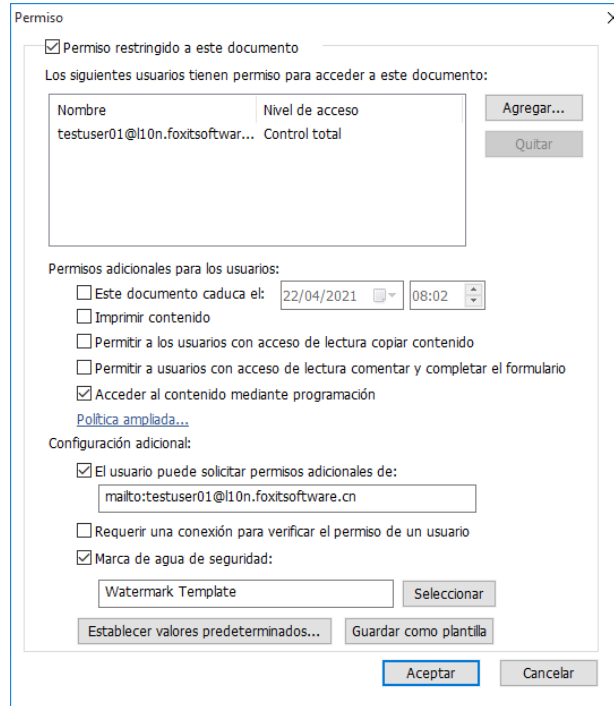 Permiso
Permiso restringido a este documento
Los siguientes usuarios tienen permiso para acceder a este documento:
Nombre Nivel de acceso Agregar...
testuser01@l10n.foxitsoftwar... Control total
Quitar
Permisos adicionales para los usuarios:
Este documento caduca el: 22/04/2021 08:02
Imprimir contenido
Permitir a los usuarios con acceso de lectura copiar contenido
Permitir a usuarios con acceso de lectura comentar y completar el formulario
Acceder al contenido mediante programación
Política ampliada...
Configuración adicional:
El usuario puede solicitar permisos adicionales de:
mailto:testuser01@l10n.foxitsoftware.cn
Requerir una conexión para verificar el permiso de un usuario
Marca de agua de seguridad:
Watermark Template Seleccionar
Establecer valores predeterminados... Guardar como plantilla
Aceptar Cancelar